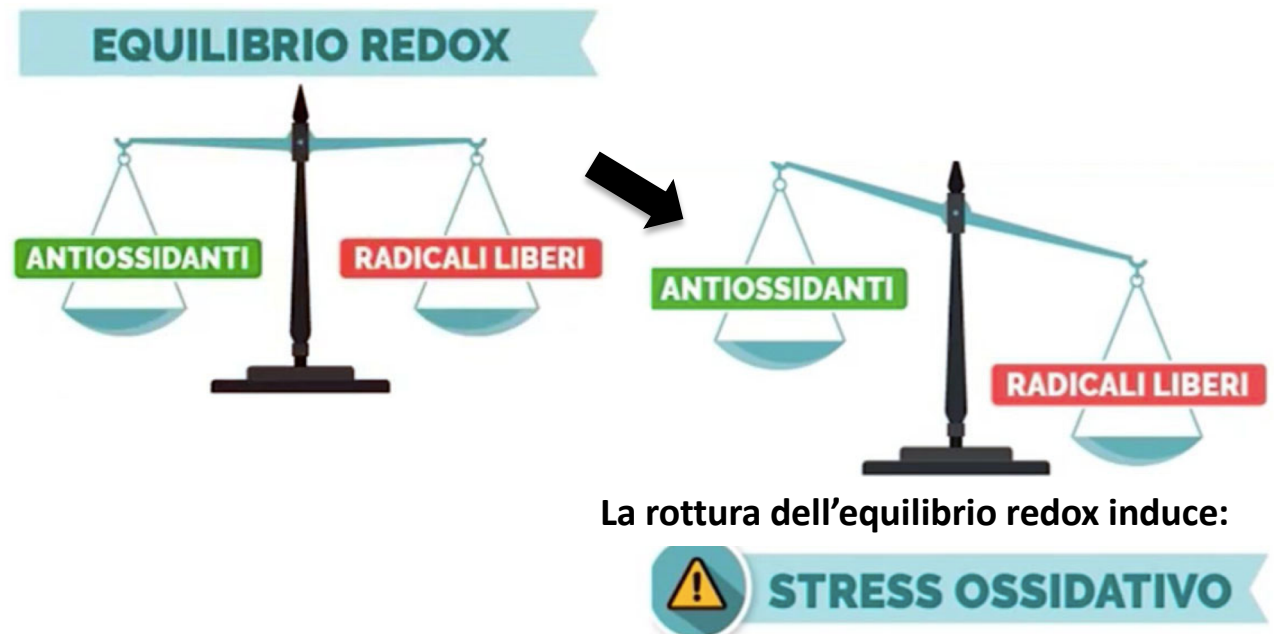 EQUILIBRIO REDOX
ANTIOSSIDANTI
RADICALI LIBERI
ANTIOSSIDANTI
RADICALI LIBERI
La rottura dell’equilibrio redox induce:
STRESS OSSIDATIVO